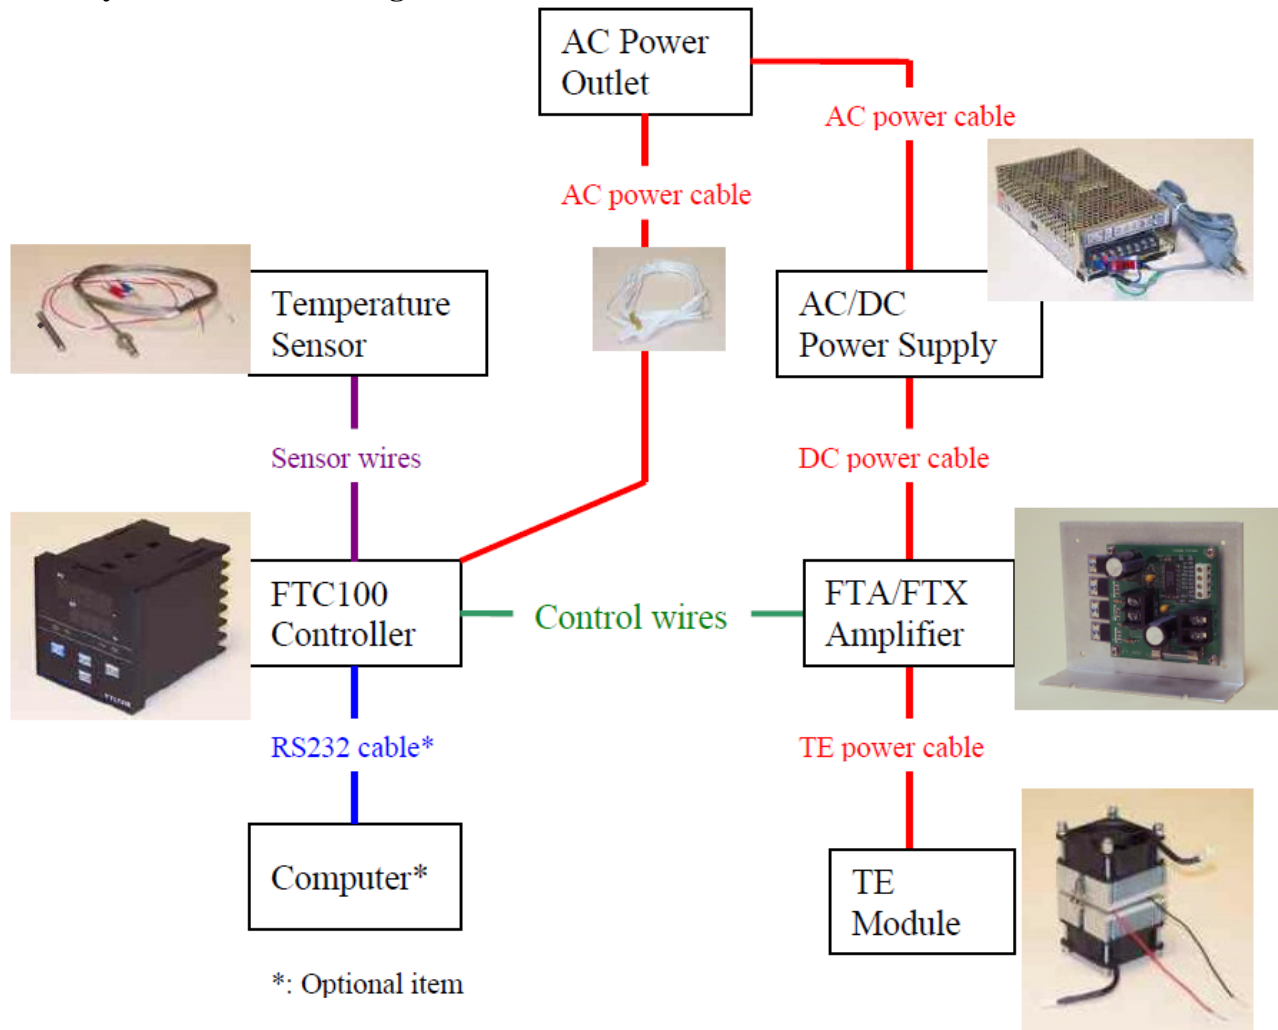 AC Power
Outlet
AC power cable
AC power cable
Temperature
Sensor
AC/DC
Power Supply
Sensor wires
DC power cable
FTC100
Controller
Control wires
FTA/FTX
Amplifier
RS232 cable*
TE power cable
Computer*
TE
Module
*: Optional item